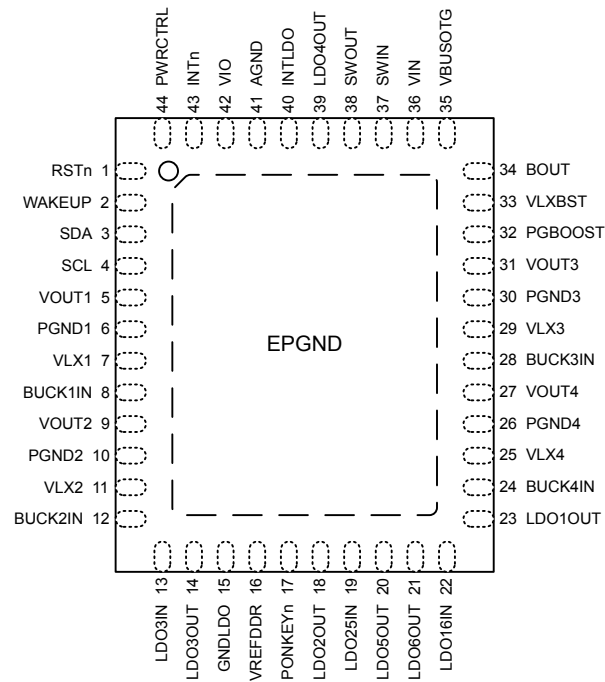 44 PWRCTRL
43 INTn
42 VIO
41 AGND
40 INTLDO
39 LDO4OUT
38 SWOUT
37 SWIN
36 VIN
35 VBUSOTG
RSTn 1
WAKEUP 2
SDA 3
SCL 4
VOUT1 5
PGND1 6
VLX1 7
BUCK1IN 8
VOUT2 9
PGND2 10
VLX2 11
BUCK2IN 12
EPGND
34 BOUT
33 VLXBST
32 PGBOOST
31 VOUT3
30 PGND3
29 VLX3
28 BUCK3IN
27 VOUT4
26 PGND4
25 VLX4
24 BUCK4IN
23 LDO1OUT
LDO3IN 13
LDO3OUT 14
GNDLDO 15
VREFDDR 16
PONKEYn 17
LDO2OUT 18
LDO25IN 19
LDO5OUT 20
LDO6OUT 21
LDO16IN 22